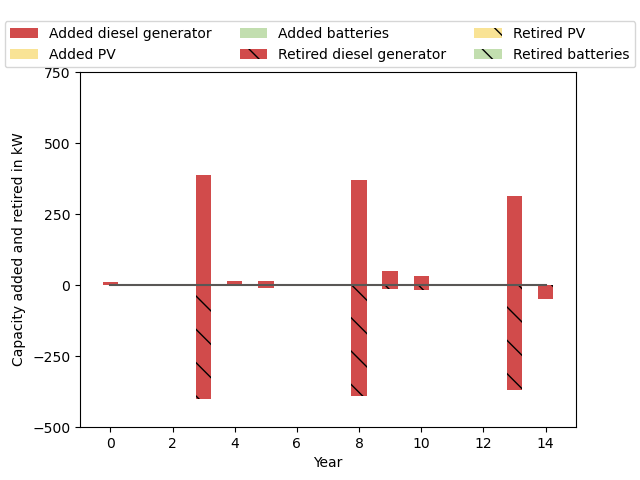 Added diesel generator
Added PV
Added batteries
Retired diesel generator
Retired PV
Retired batteries
750
500
250
0
−250
−500
Capacity added and retired in kW
0 2 4 6 8 10 12 14
Year